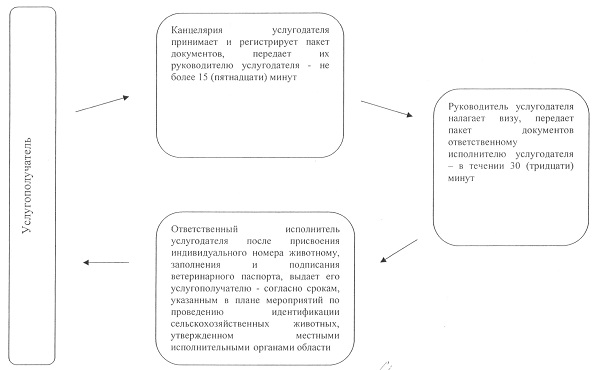 Услугополучатель
Канцелярия услугодателя
принимает и регистрирует пакет
документов, передает их
руководителю услугодателя - не
более 15 (пятнадцати) минут
Руководитель услугодателя
налагает визу, передает
пакет документов
ответственному
исполнителю услугодателя
– в течении 30 (тридцати)
минут
Ответственный исполнитель
услугодателя после присвоения
индивидуального номера животному,
заполнения и подписания
ветеринарного паспорта, выдает его
услугополучателю - согласно срокам,
указанным в плане мероприятий по
проведению идентификации
сельскохозяйственных животных,
утвержденном местными
исполнительными органами области